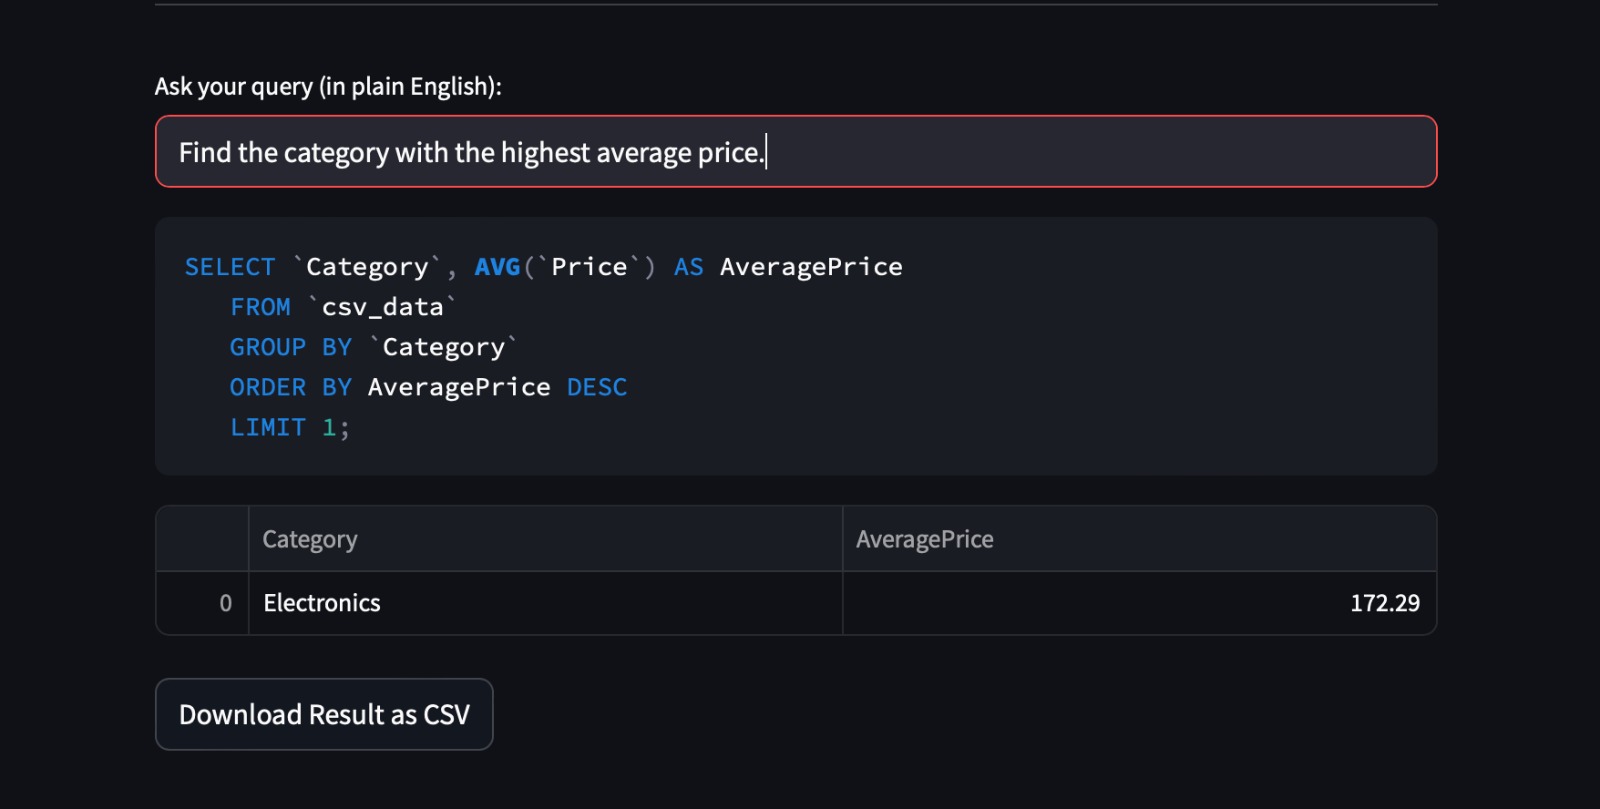 Ask your query (in plain English):
Find the category with the highest average price.
SELECT `Category`, AVG(`Price`) AS AveragePrice
FROM `csv_data`
GROUP BY `Category`
ORDER BY AveragePrice DESC
LIMIT 1;
Category AveragePrice
0 Electronics 172.29
Download Result as CSV